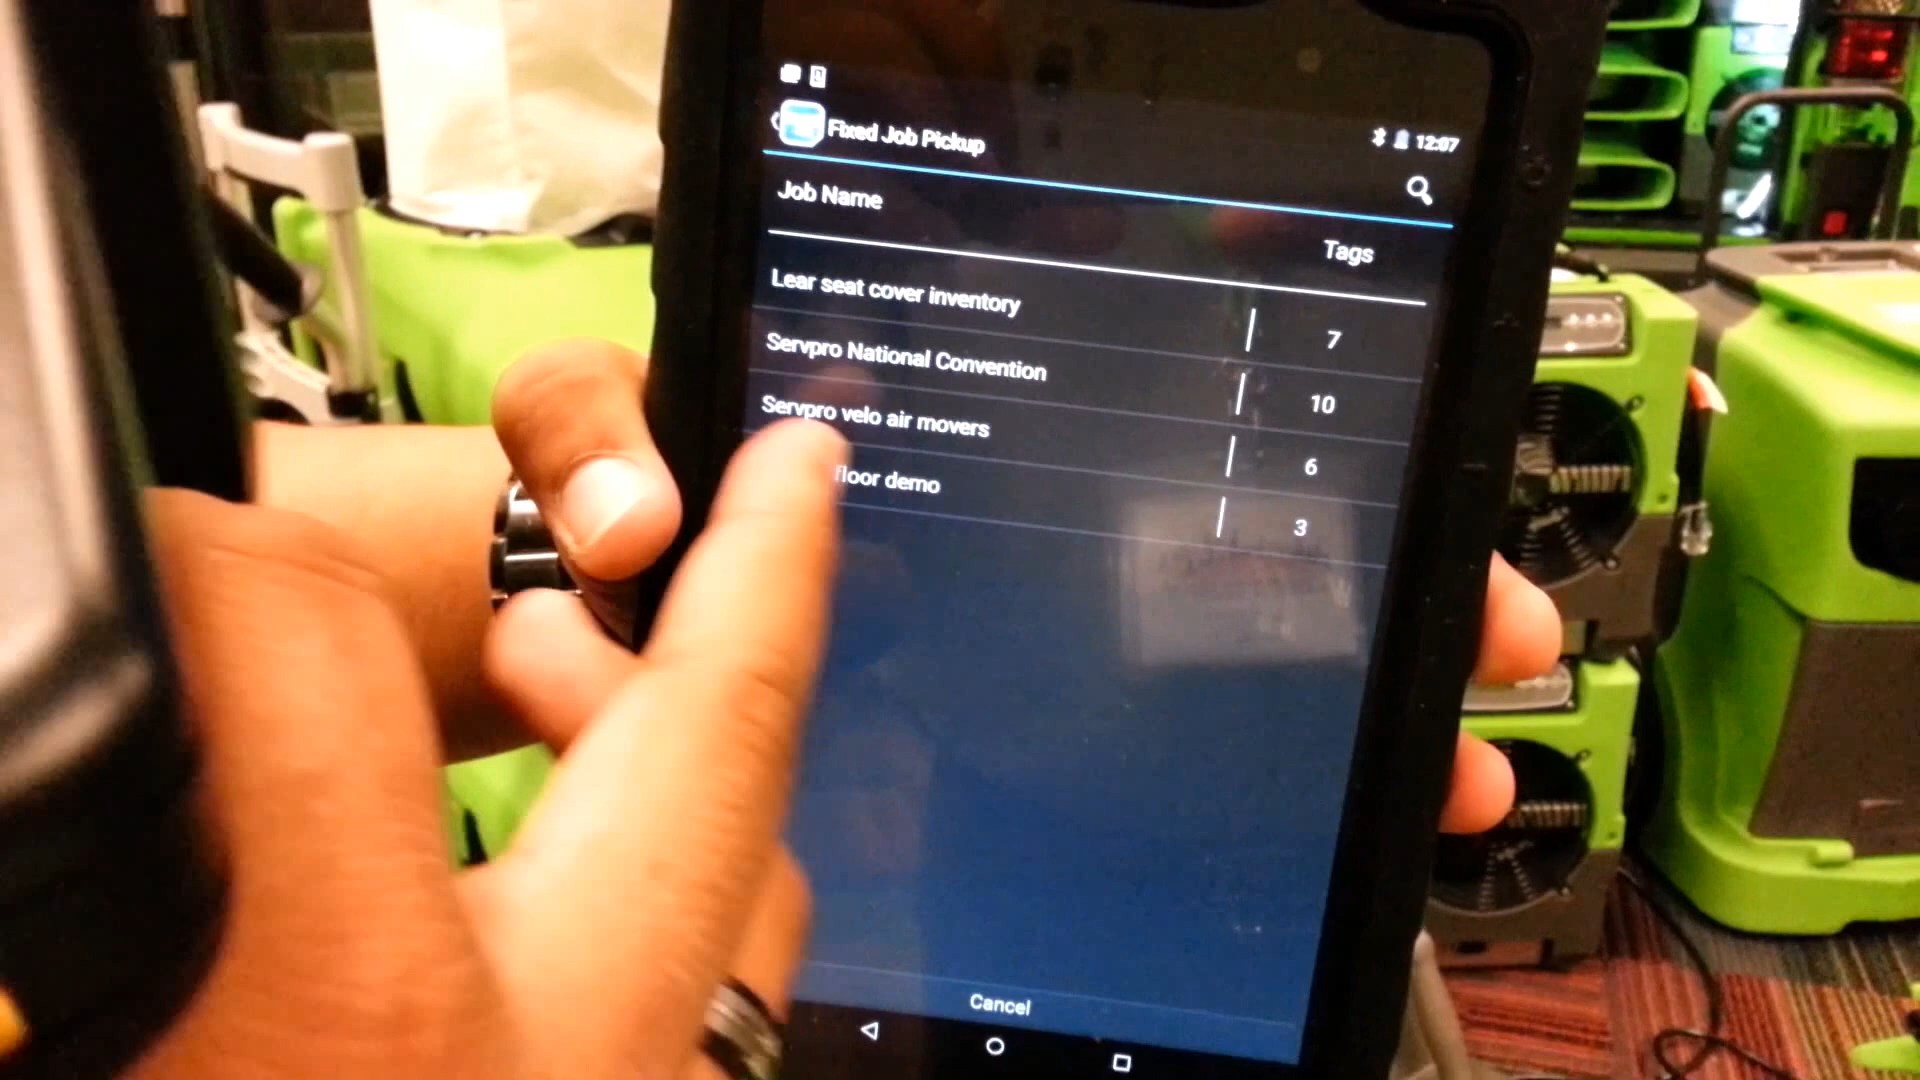 Fixed Job Pickup
12:07
Job Name
Tags
Lear seat cover inventory 7
Servpro National Convention 10
Servpro velo air movers 6
floor demo 3
Cancel